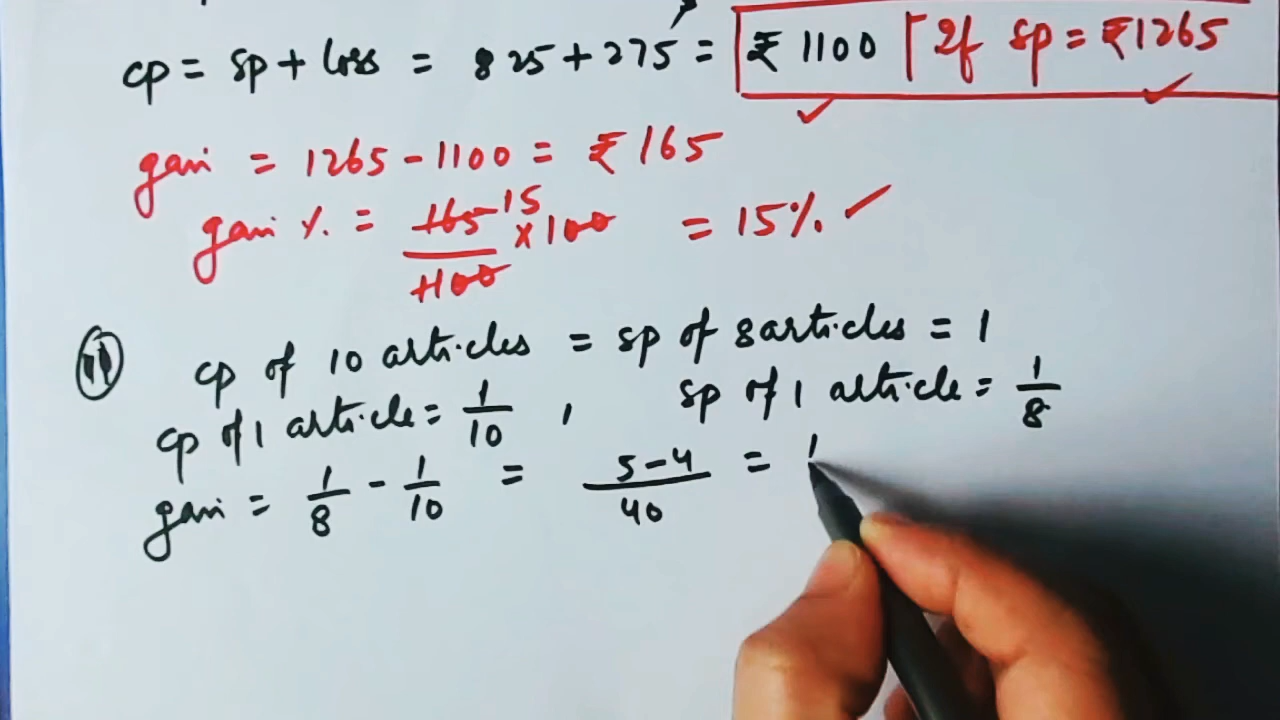 cp = sp + loss = 825 + 275 = ₹ 1100 If sp = ₹1265
gain = 1265 - 1100 = ₹ 165
gain %. = 165/1100 15 × 100 = 15% ✓
11 cp of 10 articles = sp of 8 articles = 1
cp of 1 article = 1/10 , sp of 1 article = 1/8
gain = 1/8 - 1/10 = 5-4/40 = 1